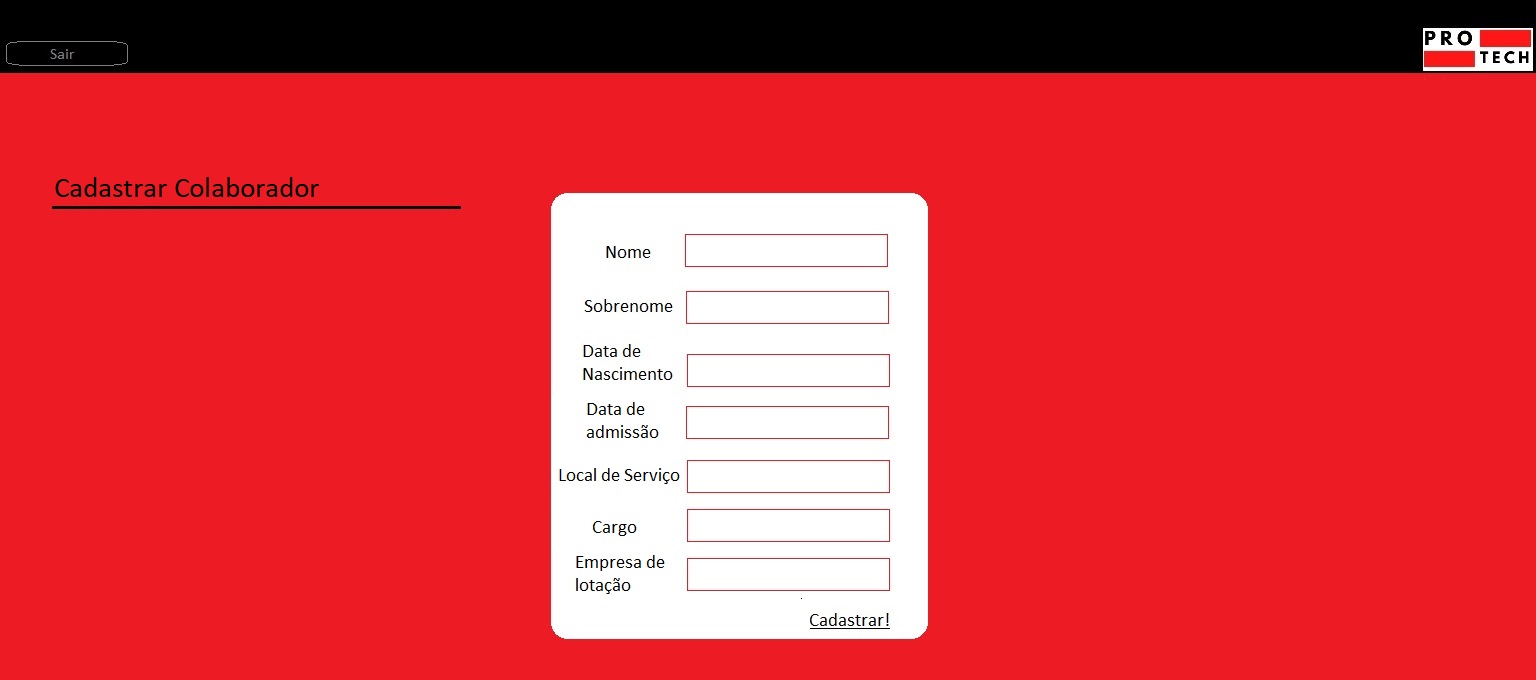 Sair
PRO
TECH
Cadastrar Colaborador
Nome
Sobrenome
Data de
Nascimento
Data de
admissão
Local de Serviço
Cargo
Empresa de
lotação
Cadastrar!